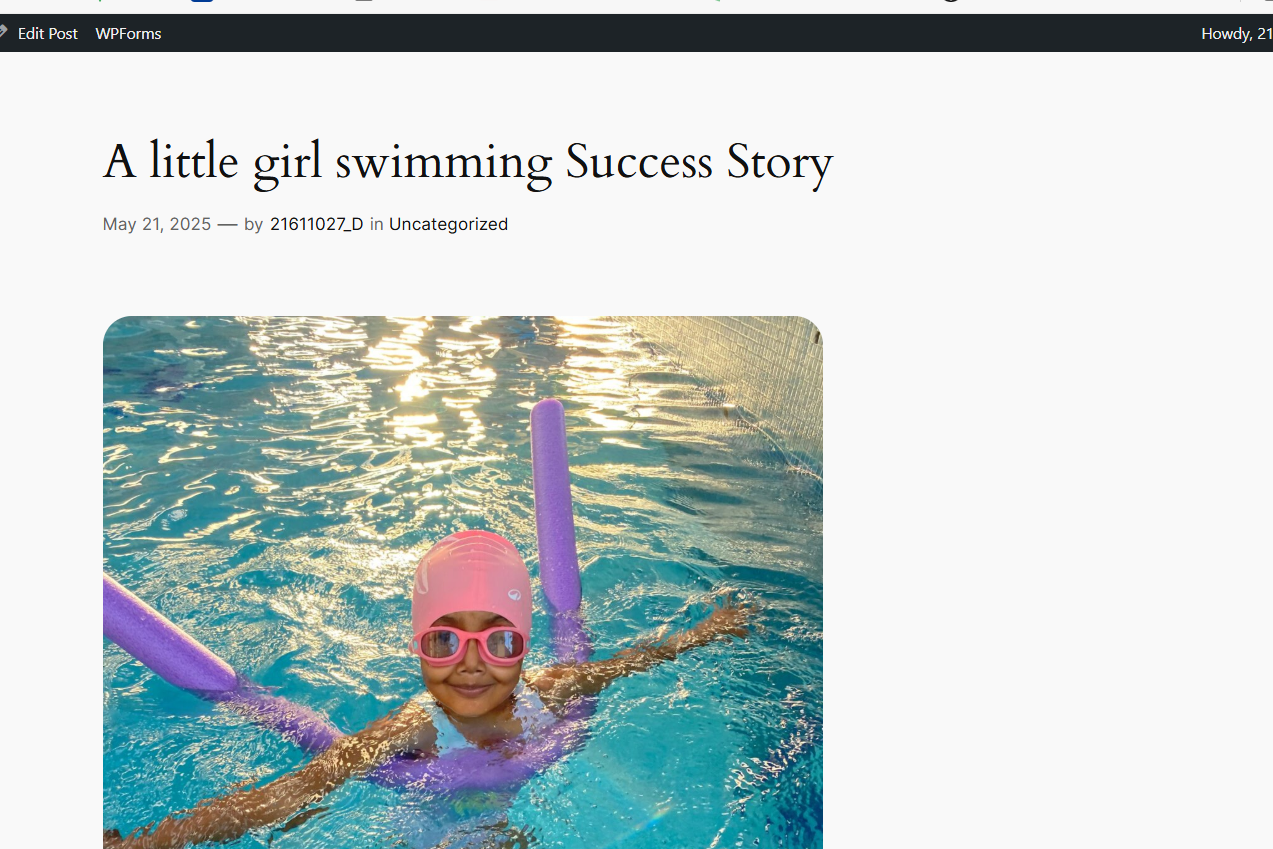 Edit Post WPForms Howdy, 21
A little girl swimming Success Story
May 21, 2025 — by 21611027_D in Uncategorized